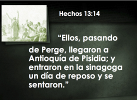 Hechos 13:14
"Ellos, pasando
de Perge, llegaron a
Antioquía de Pisidia; y
entraron en la sinagoga
un día de reposo y se
sentaron."